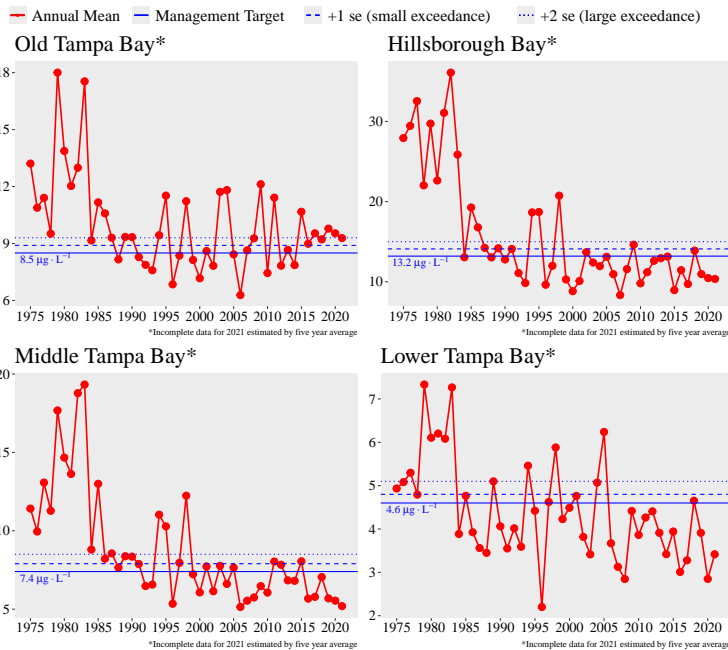 Annual Mean Management Target +1 se (small exceedance) +2 se (large exceedance)
Old Tampa Bay*
18
15
12
9
6
8.5 μg · L⁻¹
1975 1980 1985 1990 1995 2000 2005 2010 2015 2020
*Incomplete data for 2021 estimated by five year average
Hillsborough Bay*
30
20
10
13.2 μg · L⁻¹
1975 1980 1985 1990 1995 2000 2005 2010 2015 2020
*Incomplete data for 2021 estimated by five year average
Middle Tampa Bay*
20
15
10
5
7.4 μg · L⁻¹
1975 1980 1985 1990 1995 2000 2005 2010 2015 2020
*Incomplete data for 2021 estimated by five year average
Lower Tampa Bay*
7
6
5
4
3
2
4.6 μg · L⁻¹
1975 1980 1985 1990 1995 2000 2005 2010 2015 2020
*Incomplete data for 2021 estimated by five year average